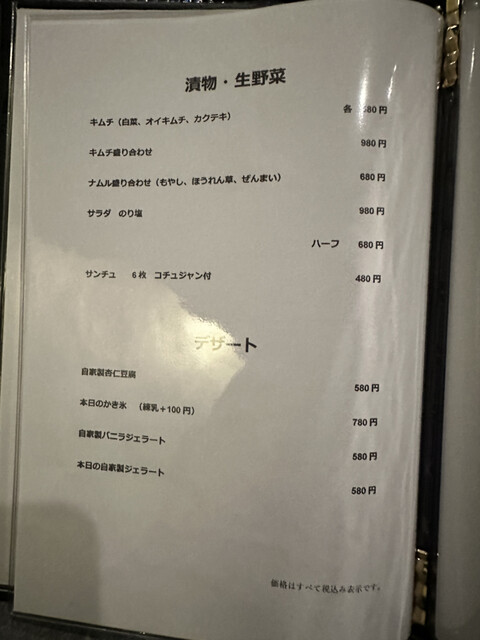 漬物・生野菜
キムチ（白菜、オイキムチ、カクテキ） 各 80円
キムチ盛り合わせ 980円
ナムル盛り合わせ（もやし、ほうれん草、ぜんまい） 680円
サラダ のり塩 980円
ハーフ 680円
サンチュ 6枚 コチュジャン付 480円
デザート
自家製杏仁豆腐 580円
本日のかき氷 （練乳＋100円） 780円
自家製バニラジェラート 580円
本日の自家製ジェラート 580円
価格はすべて税込み表示です。